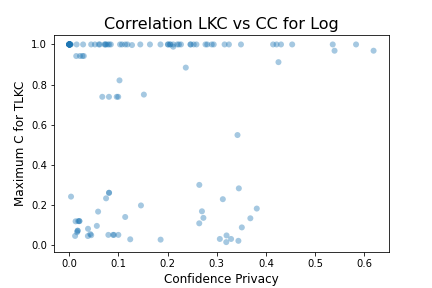 Correlation LKC vs CC for Log
Maximum C for TLKC
1.0
0.8
0.6
0.4
0.2
0.0
0.0 0.1 0.2 0.3 0.4 0.5 0.6
Confidence Privacy